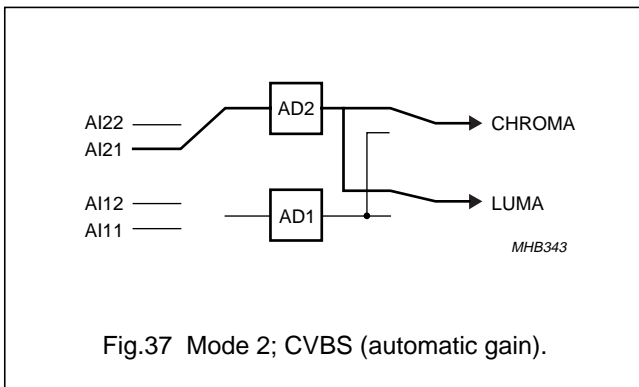 AD2
AI22
CHROMA
AI21
AI12
LUMA
AD1
AI11
MHB343
Fig.37 Mode 2; CVBS (automatic gain).